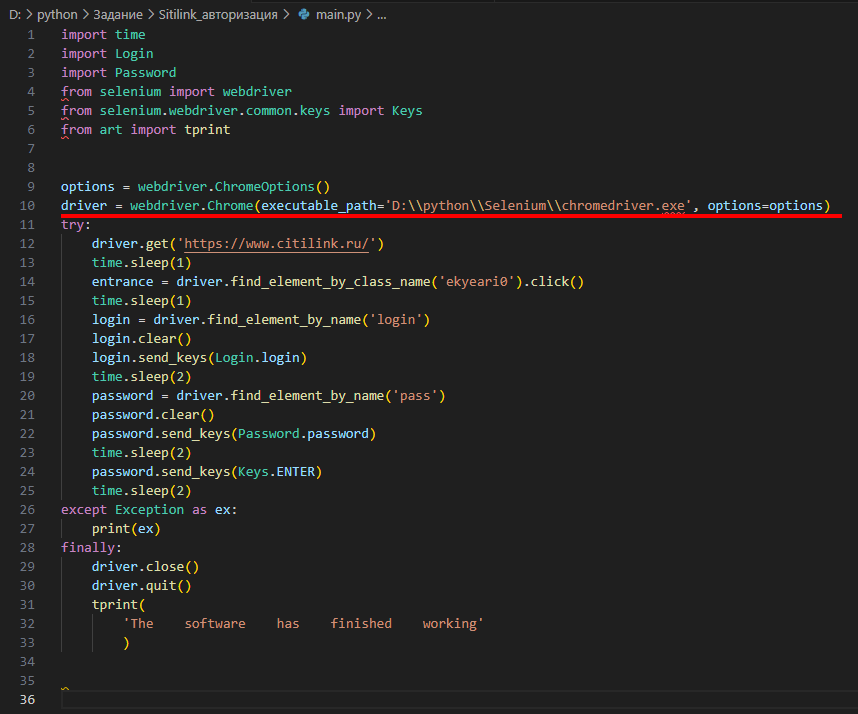 D: > python > Задание > Sitilink_авторизация > main.py > ...
1 import time
2 import Login
3 import Password
4 from selenium import webdriver
5 from selenium.webdriver.common.keys import Keys
6 from art import tprint
7
8
9 options = webdriver.ChromeOptions()
10 driver = webdriver.Chrome(executable_path='D:\\python\\Selenium\\chromedriver.exe', options=options)
11 try:
12     driver.get('https://www.citilink.ru/')
13     time.sleep(1)
14     entrance = driver.find_element_by_class_name('ekyeari0').click()
15     time.sleep(1)
16     login = driver.find_element_by_name('login')
17     login.clear()
18     login.send_keys(Login.login)
19     time.sleep(2)
20     password = driver.find_element_by_name('pass')
21     password.clear()
22     password.send_keys(Password.password)
23     time.sleep(2)
24     password.send_keys(Keys.ENTER)
25     time.sleep(2)
26 except Exception as ex:
27     print(ex)
28 finally:
29     driver.close()
30     driver.quit()
31     tprint(
32         'The    software    has    finished    working'
33         )
34
35
36